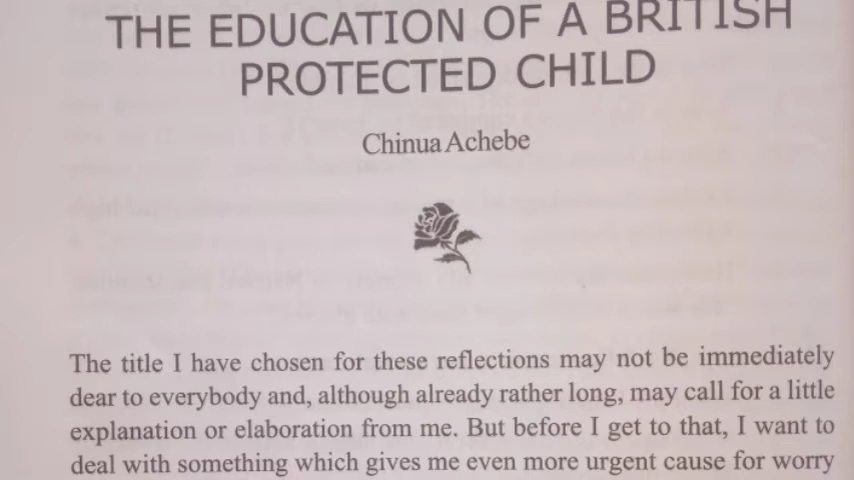 THE EDUCATION OF A BRITISH
PROTECTED CHILD
Chinua Achebe
The title I have chosen for these reflections may not be immediately
dear to everybody and, although already rather long, may call for a little
explanation or elaboration from me. But before I get to that, I want to
deal with something which gives me even more urgent cause for worry